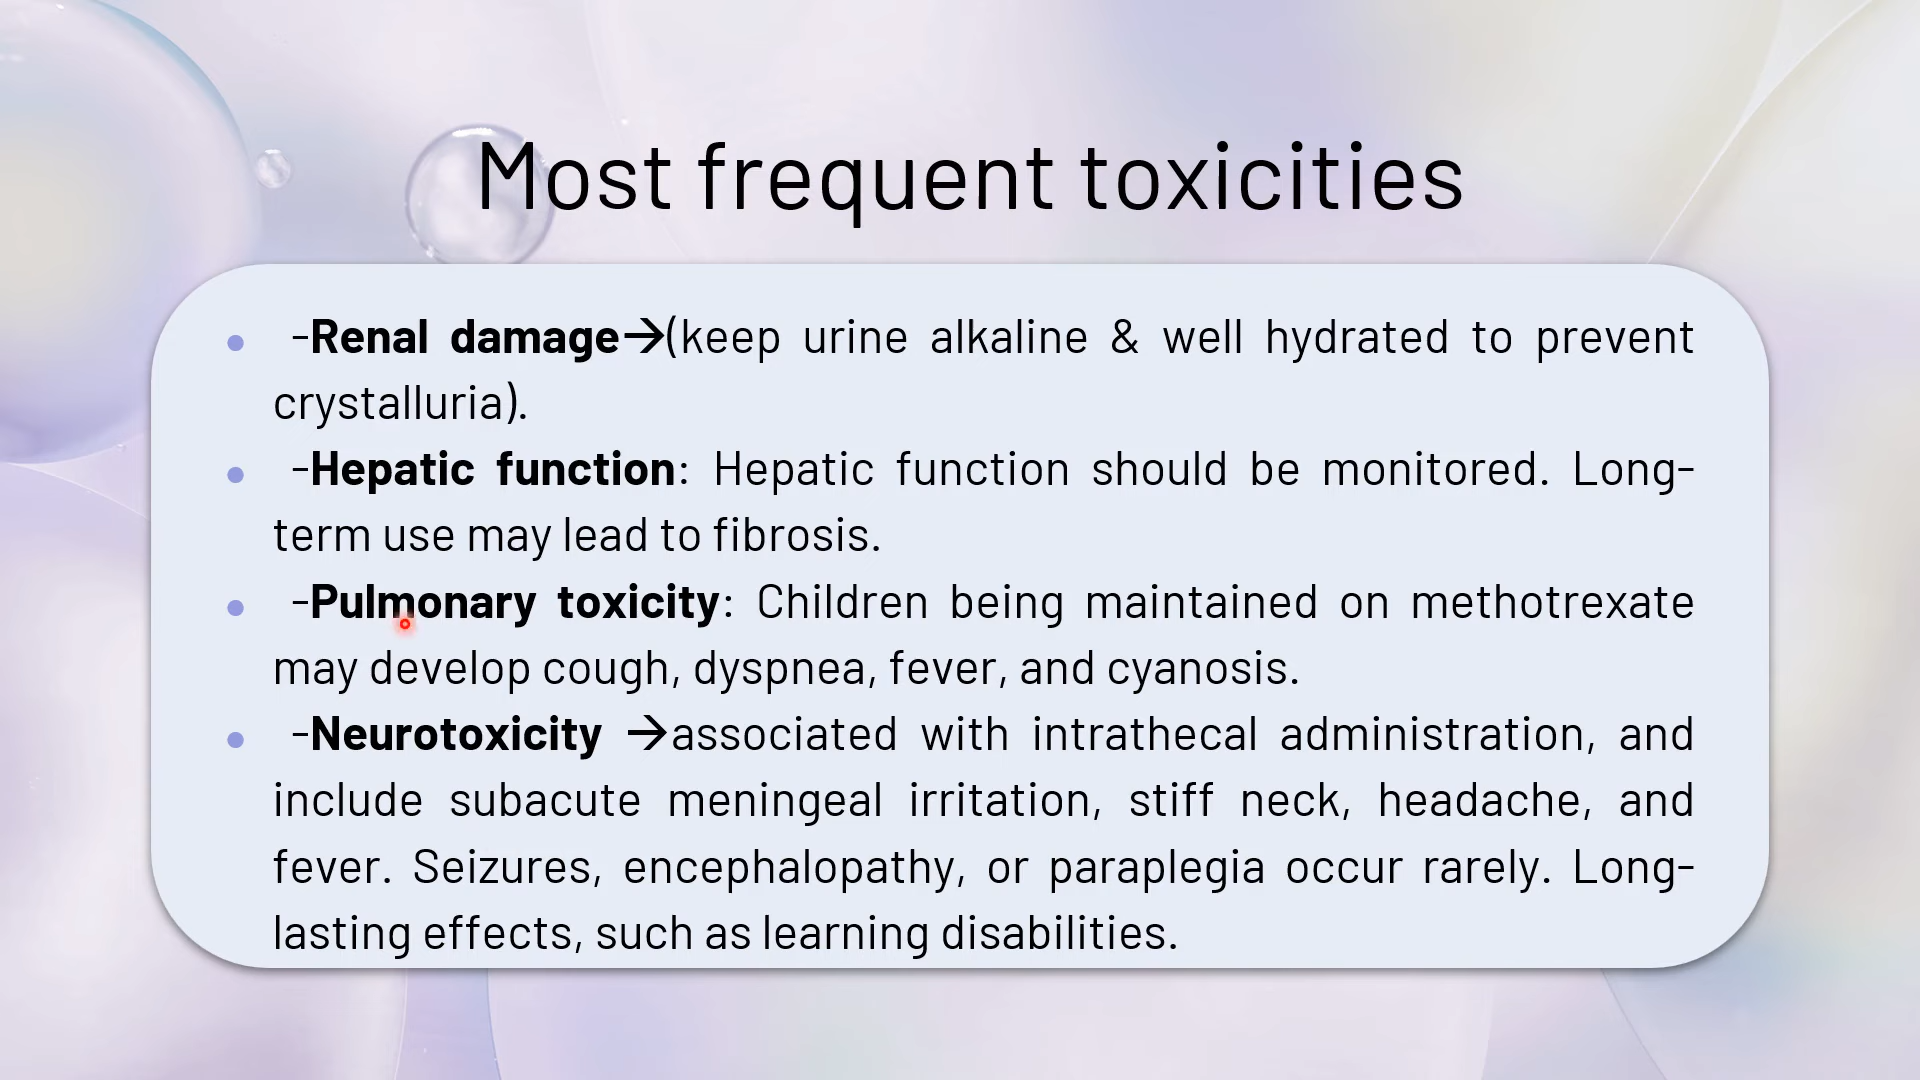 Most frequent toxicities
• -Renal damage→(keep urine alkaline & well hydrated to prevent
crystalluria).
• -Hepatic function: Hepatic function should be monitored. Long-
term use may lead to fibrosis.
• -Pulmonary toxicity: Children being maintained on methotrexate
may develop cough, dyspnea, fever, and cyanosis.
• -Neurotoxicity →associated with intrathecal administration, and
include subacute meningeal irritation, stiff neck, headache, and
fever. Seizures, encephalopathy, or paraplegia occur rarely. Long-
lasting effects, such as learning disabilities.